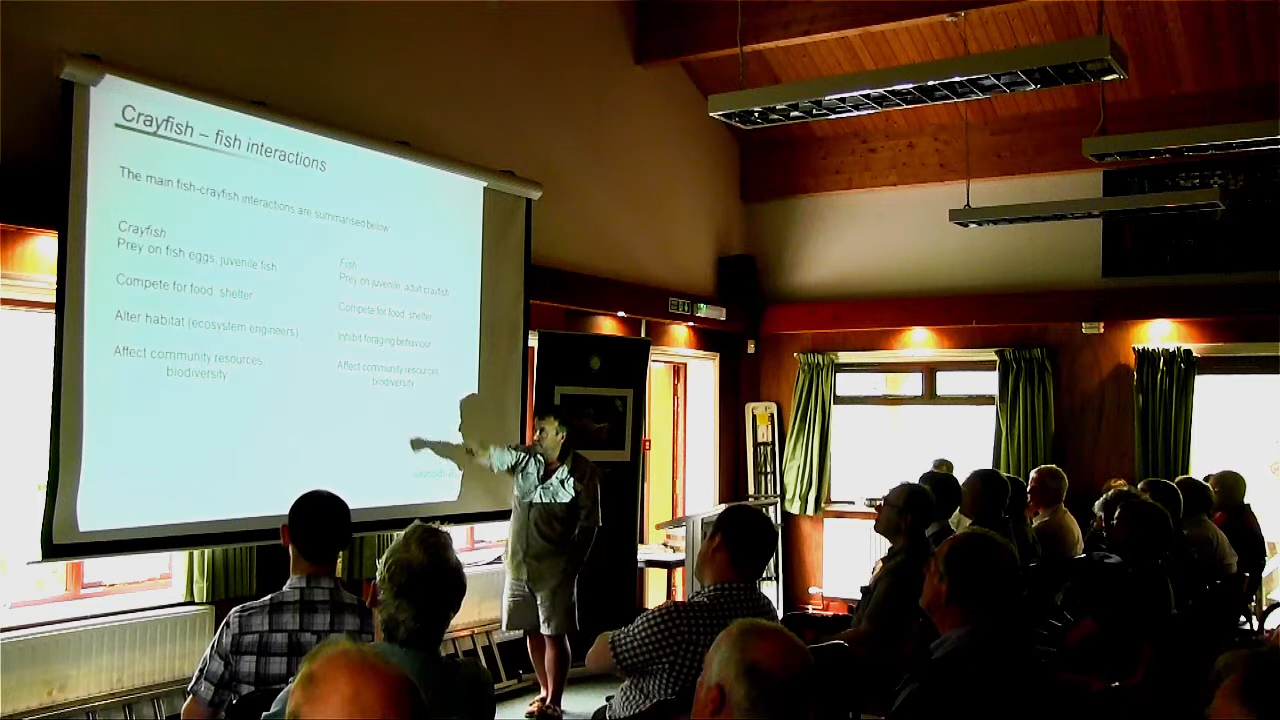 Crayfish – fish interactions
The main fish-crayfish interactions are summarised below
Crayfish
Prey on fish eggs, juvenile fish
Compete for food, shelter
Alter habitat (ecosystem engineers)
Affect community resources,
biodiversity
Fish
Prey on juvenile, adult crayfish
Compete for food, shelter
Inhibit foraging behaviour
Affect community resources,
biodiversity